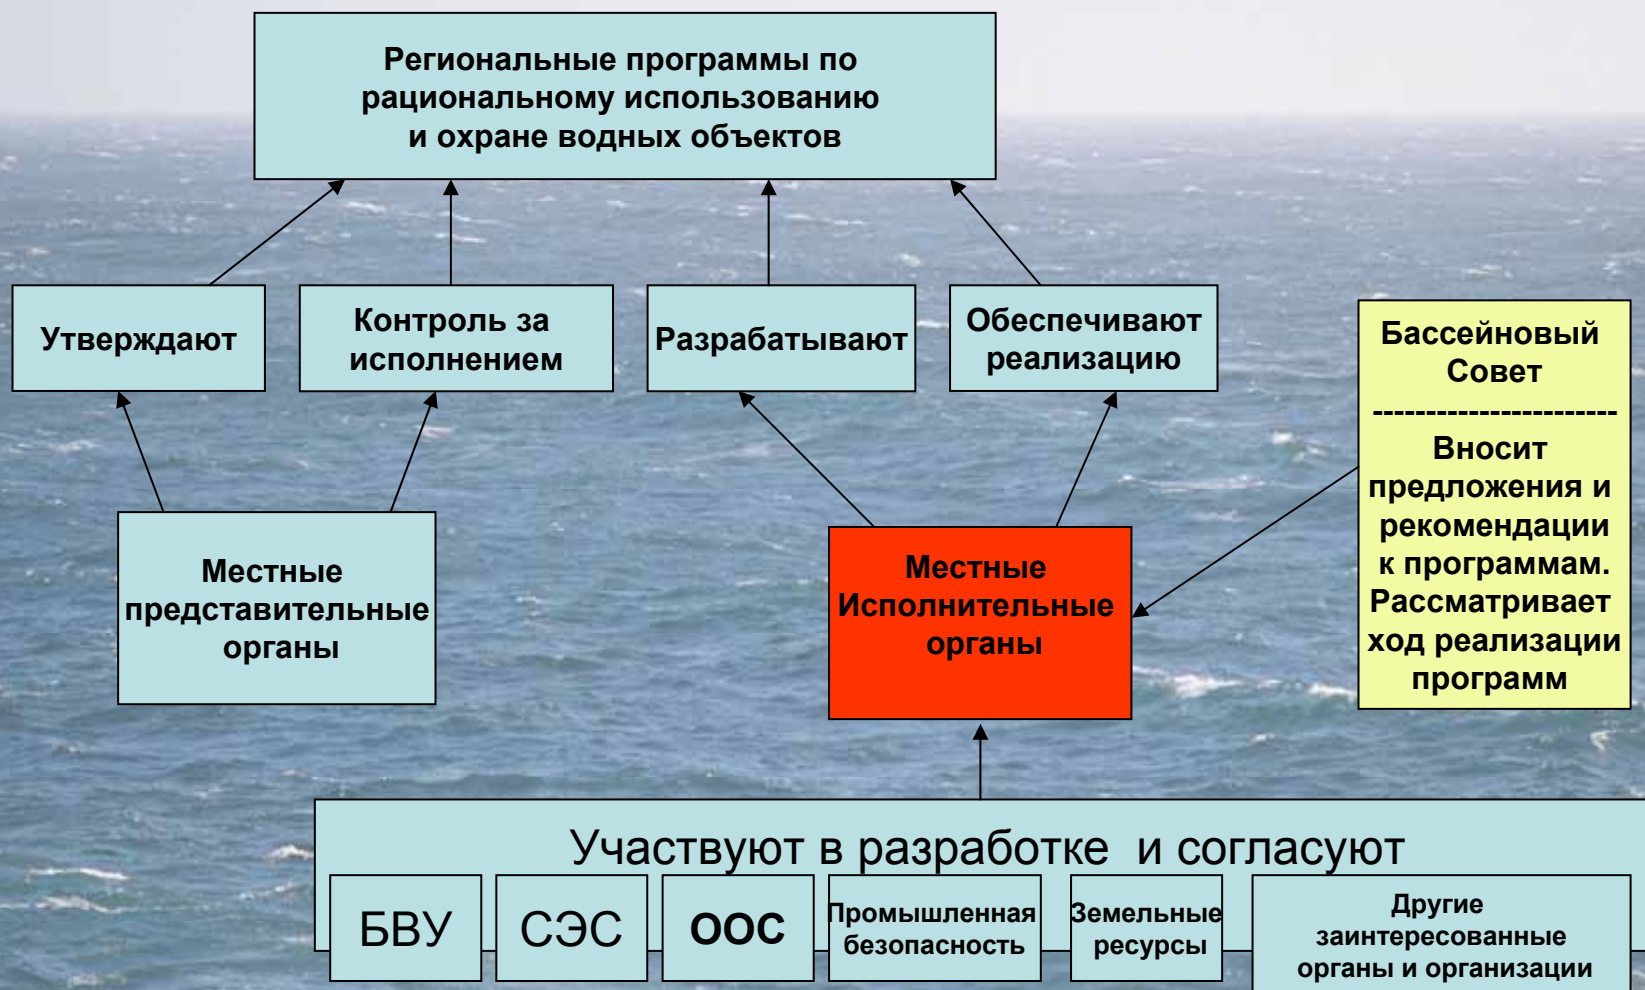 Региональные программы по
рациональному использованию
и охране водных объектов
Утверждают
Контроль за
исполнением
Разрабатывают
Обеспечивают
реализацию
Бассейновый
Совет
-----------------------
Вносит
предложения и
рекомендации
к программам.
Рассматривает
ход реализации
программ
Местные
представительные
органы
Местные
Исполнительные
органы
Участвуют в разработке и согласуют
БВУ
СЭС
ООС
Промышленная
безопасность
Земельные
ресурсы
Другие
заинтересованные
органы и организации